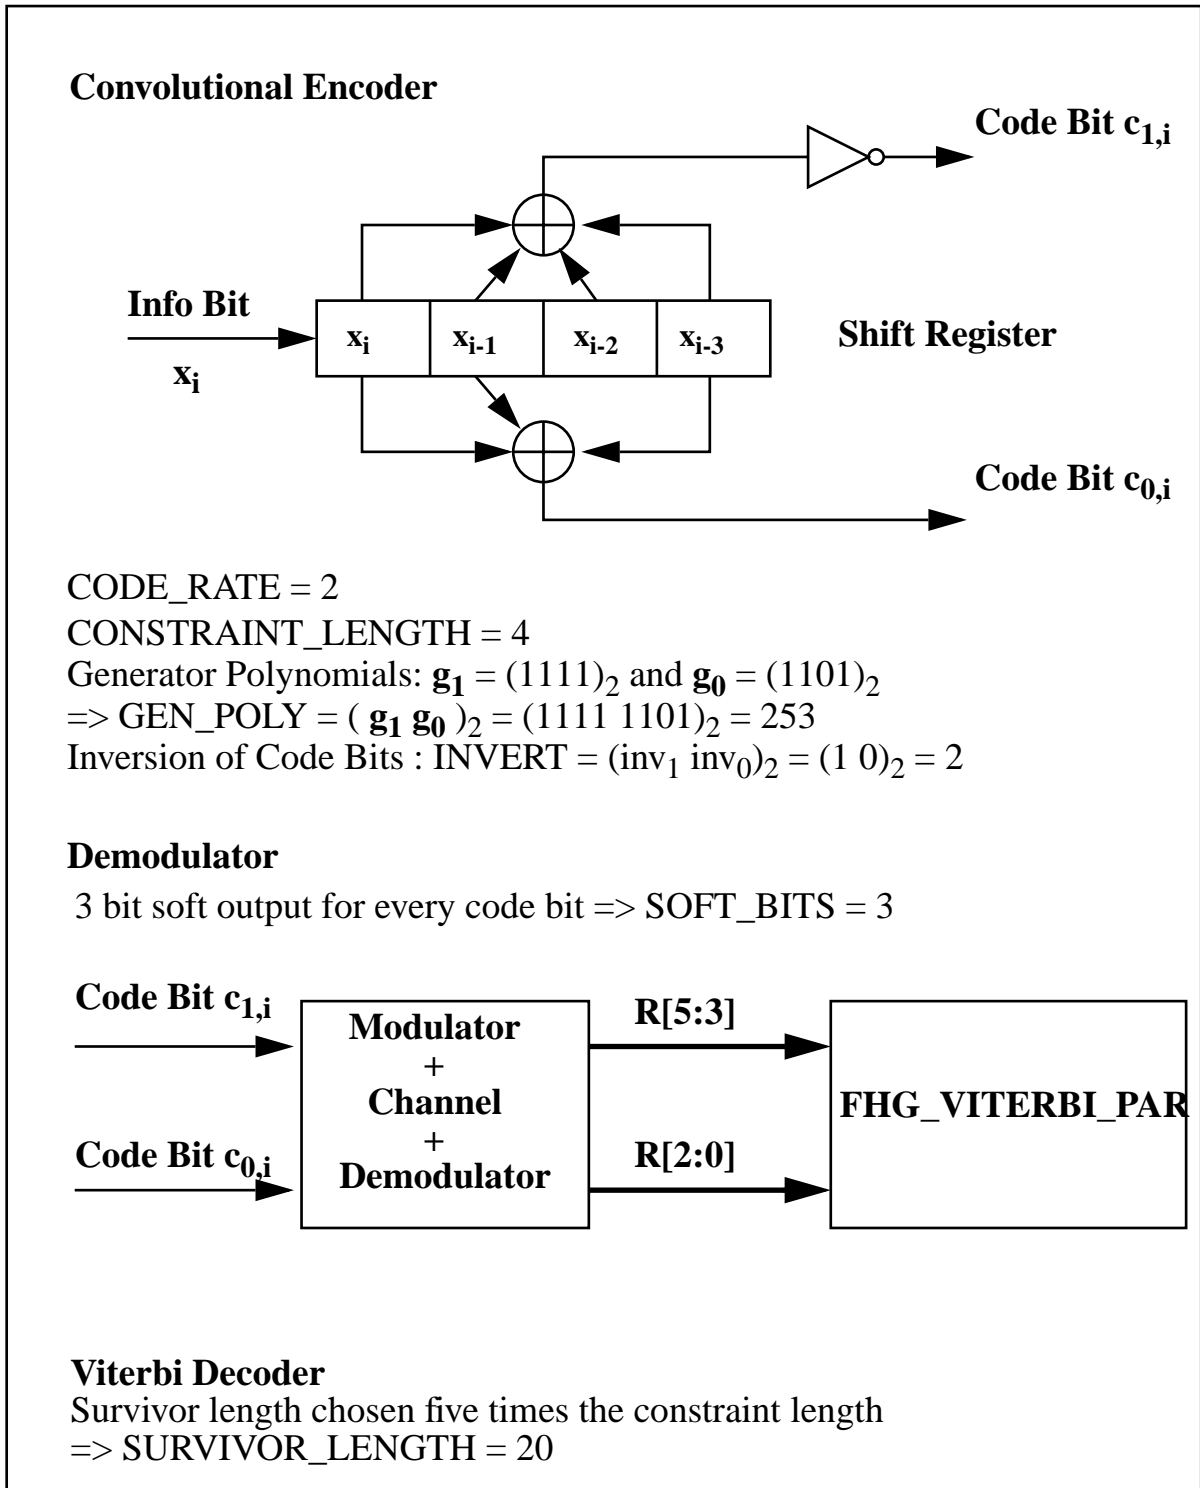 Convolutional Encoder
Code Bit c1,i
Info Bit
xi
xi xi-1 xi-2 xi-3
Shift Register
Code Bit c0,i
CODE_RATE = 2
CONSTRAINT_LENGTH = 4
Generator Polynomials: g1 = (1111)2 and g0 = (1101)2
=> GEN_POLY = ( g1 g0 )2 = (1111 1101)2 = 253
Inversion of Code Bits : INVERT = (inv1 inv0)2 = (1 0)2 = 2
Demodulator
3 bit soft output for every code bit => SOFT_BITS = 3
Code Bit c1,i
Code Bit c0,i
Modulator
+
Channel
+
Demodulator
R[5:3]
R[2:0]
FHG_VITERBI_PAR
Viterbi Decoder
Survivor length chosen five times the constraint length
=> SURVIVOR_LENGTH = 20